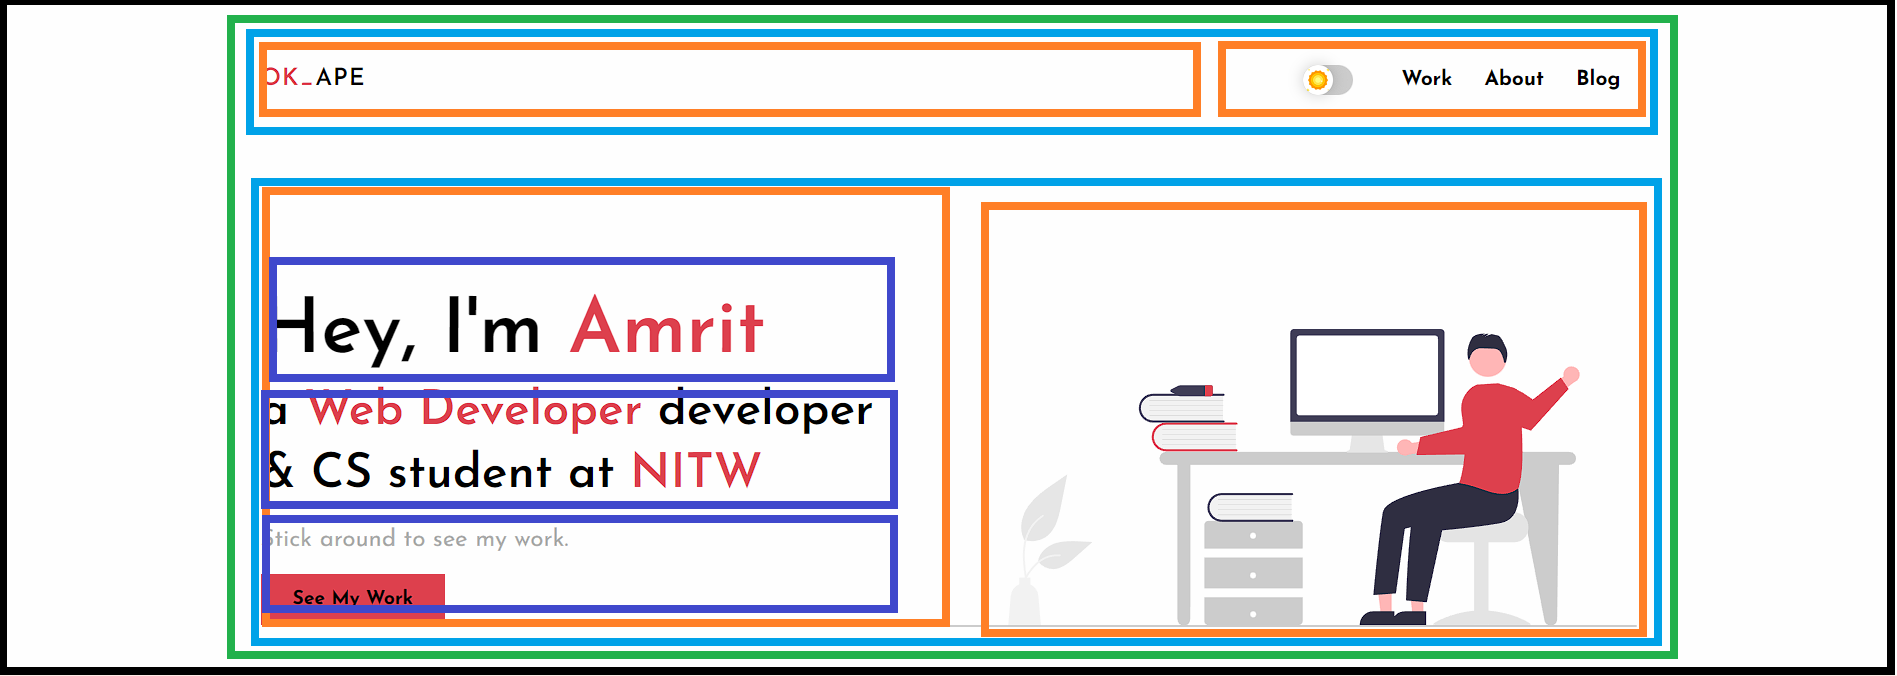 OK_APE
Work About Blog
Hey, I'm Amrit
a Web Developer developer
& CS student at NITW
Stick around to see my work.
See My Work